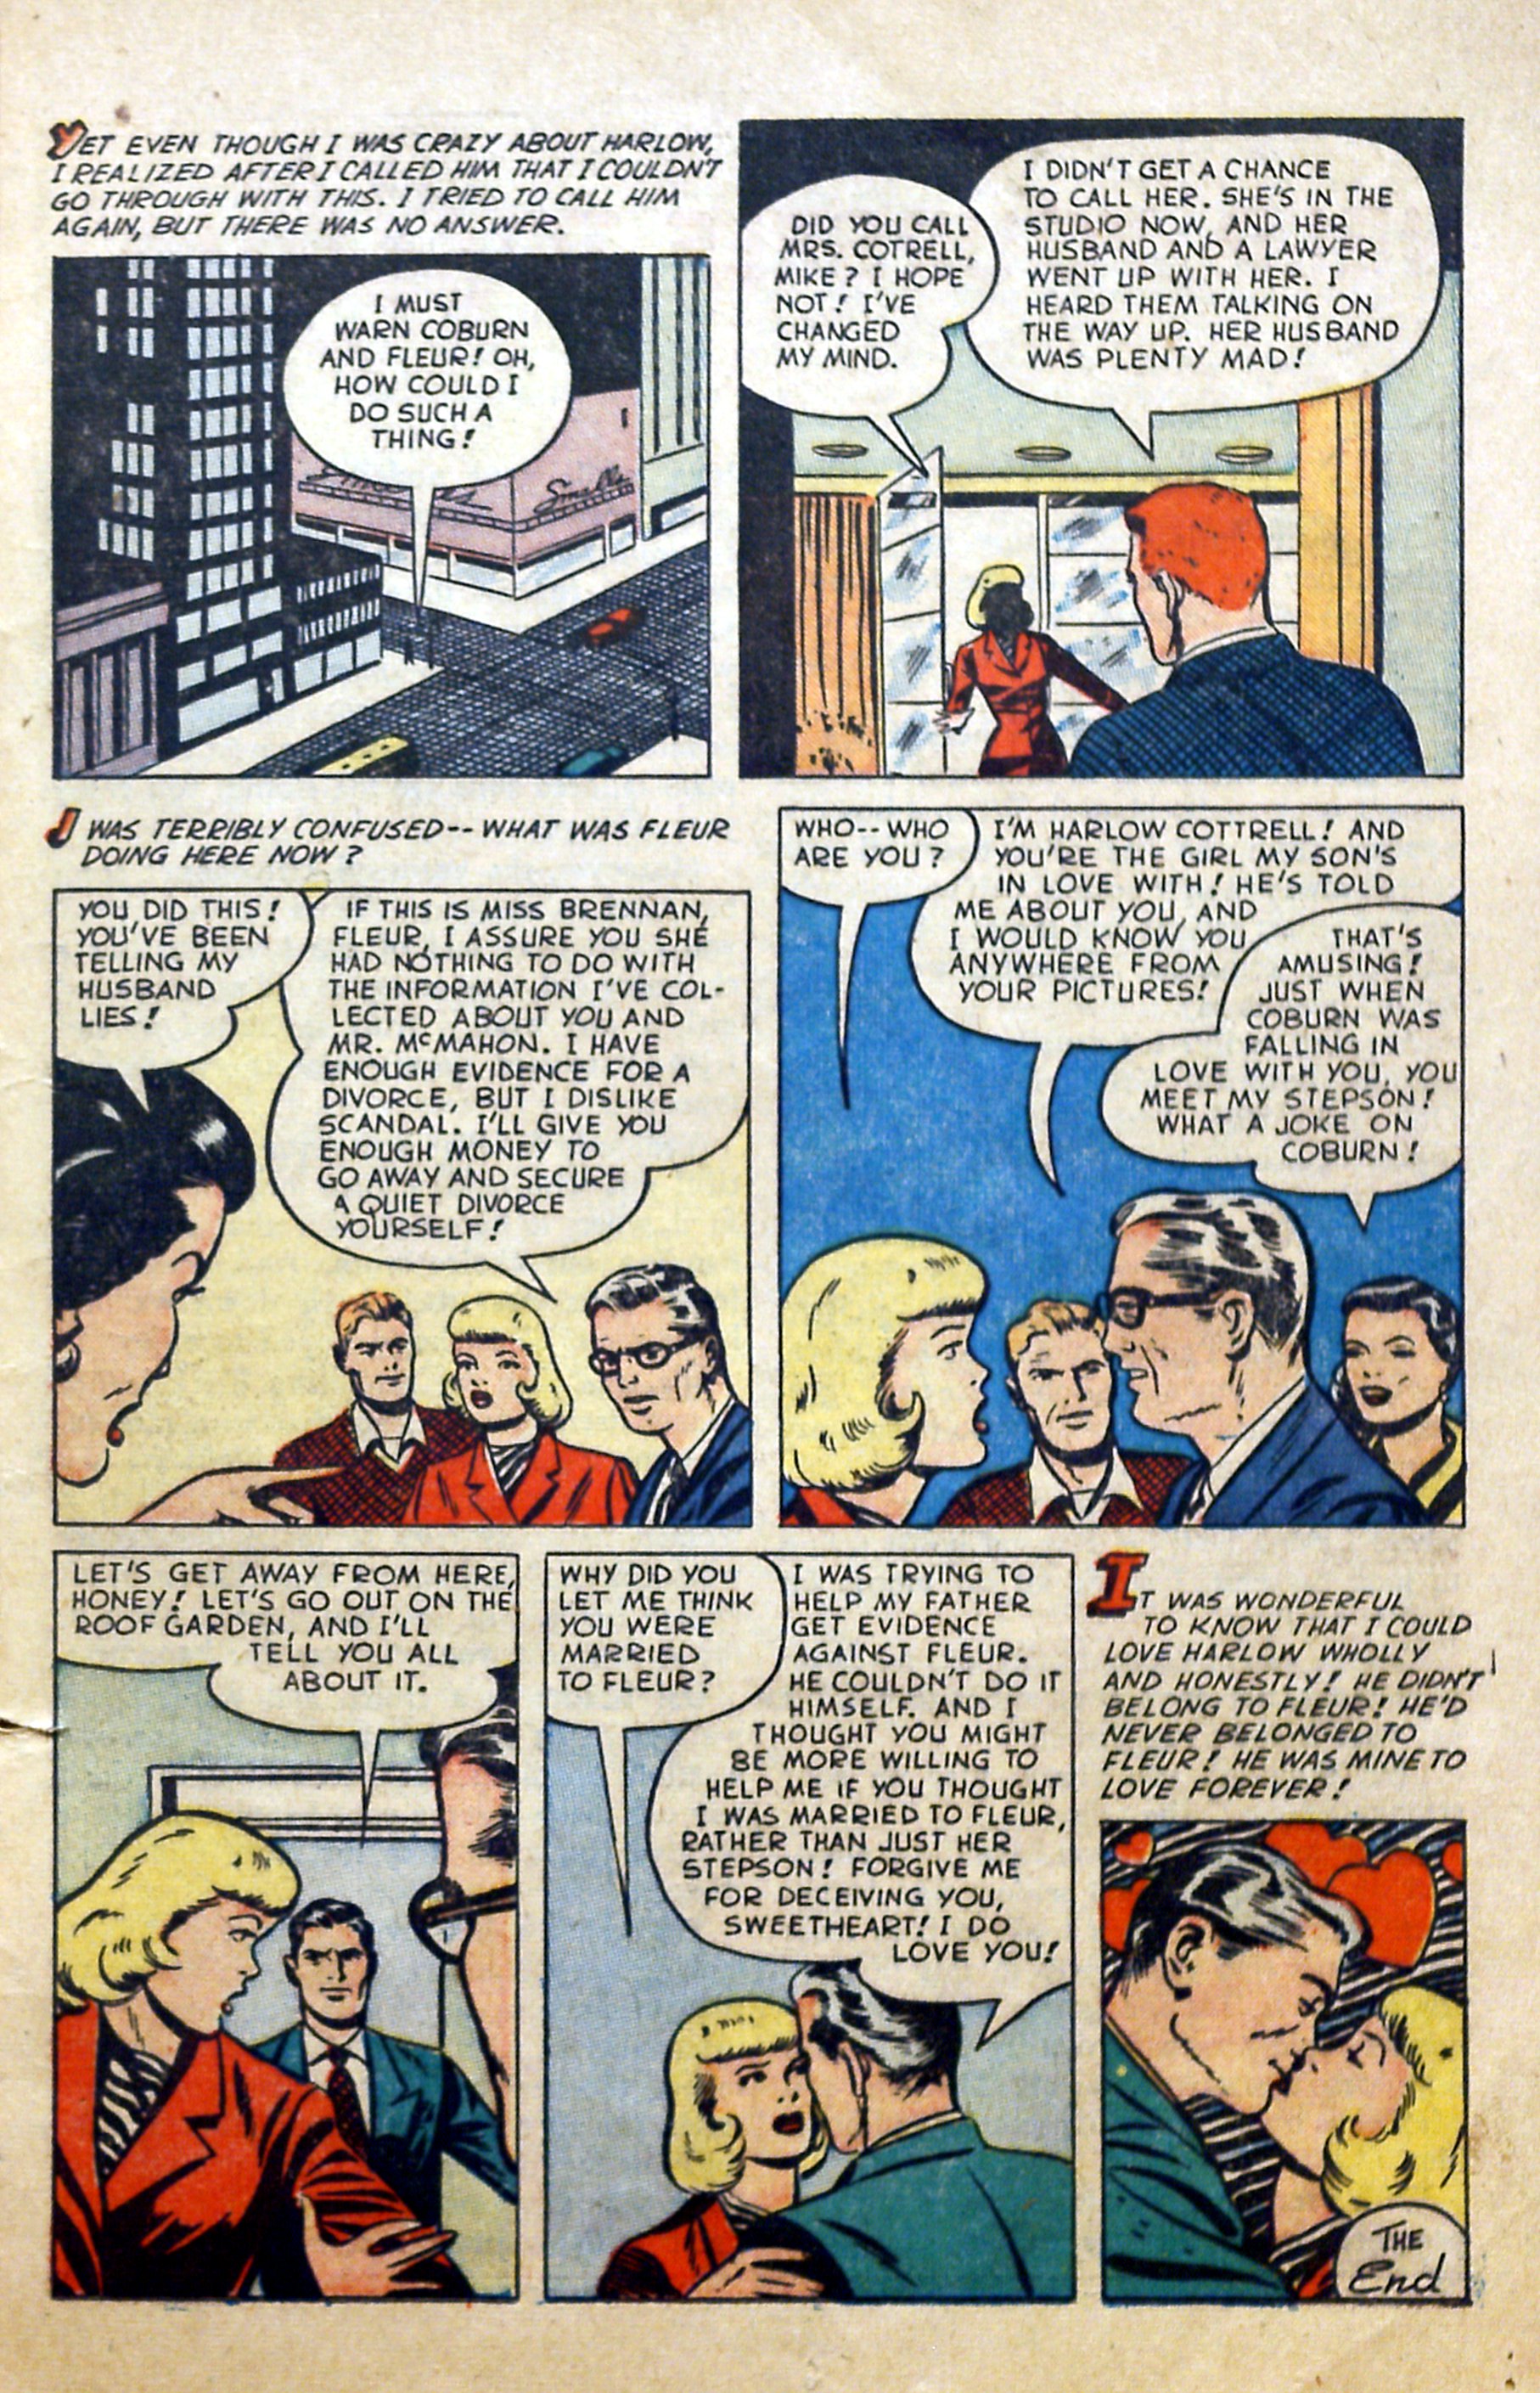 YET EVEN THOUGH I WAS CRAZY ABOUT HARLOW,
I REALIZED AFTER I CALLED HIM THAT I COULDN'T
GO THROUGH WITH THIS. I TRIED TO CALL HIM
AGAIN, BUT THERE WAS NO ANSWER.
I MUST
WARN COBURN
AND FLEUR! OH,
HOW COULD I
DO SUCH A
THING!
Smalls
DID YOU CALL
MRS. COTRELL,
MIKE? I HOPE
NOT! I'VE
CHANGED
MY MIND.
I DIDN'T GET A CHANCE
TO CALL HER. SHE'S IN THE
STUDIO NOW, AND HER
HUSBAND AND A LAWYER
WENT UP WITH HER. I
HEARD THEM TALKING ON
THE WAY UP. HER HUSBAND
WAS PLENTY MAD!
I WAS TERRIBLY CONFUSED-- WHAT WAS FLEUR
DOING HERE NOW?
YOU DID THIS!
YOU'VE BEEN
TELLING MY
HUSBAND
LIES!
IF THIS IS MISS BRENNAN,
FLEUR, I ASSURE YOU SHE
HAD NOTHING TO DO WITH
THE INFORMATION I'VE COL-
LECTED ABOUT YOU AND
MR. McMAHON. I HAVE
ENOUGH EVIDENCE FOR A
DIVORCE, BUT I DISLIKE
SCANDAL. I'LL GIVE YOU
ENOUGH MONEY TO
GO AWAY AND SECURE
A QUIET DIVORCE
YOURSELF!
WHO-- WHO
ARE YOU?
I'M HARLOW COTTRELL! AND
YOU'RE THE GIRL MY SON'S
IN LOVE WITH! HE'S TOLD
ME ABOUT YOU, AND
I WOULD KNOW YOU
ANYWHERE FROM
YOUR PICTURES!
THAT'S
AMUSING!
JUST WHEN
COBURN WAS
FALLING IN
LOVE WITH YOU, YOU
MEET MY STEPSON!
WHAT A JOKE ON
COBURN!
LET'S GET AWAY FROM HERE,
HONEY! LET'S GO OUT ON THE
ROOF GARDEN, AND I'LL
TELL YOU ALL
ABOUT IT.
WHY DID YOU
LET ME THINK
YOU WERE
MARRIED
TO FLEUR?
I WAS TRYING TO
HELP MY FATHER
GET EVIDENCE
AGAINST FLEUR.
HE COULDN'T DO IT
HIMSELF. AND I
THOUGHT YOU MIGHT
BE MORE WILLING TO
HELP ME IF YOU THOUGHT
I WAS MARRIED TO FLEUR,
RATHER THAN JUST HER
STEPSON! FORGIVE ME
FOR DECEIVING YOU,
SWEETHEART! I DO
LOVE YOU!
IT WAS WONDERFUL
TO KNOW THAT I COULD
LOVE HARLOW WHOLLY
AND HONESTLY! HE DIDN'T
BELONG TO FLEUR! HE'D
NEVER BELONGED TO
FLEUR! HE WAS MINE TO
LOVE FOREVER!
THE
End